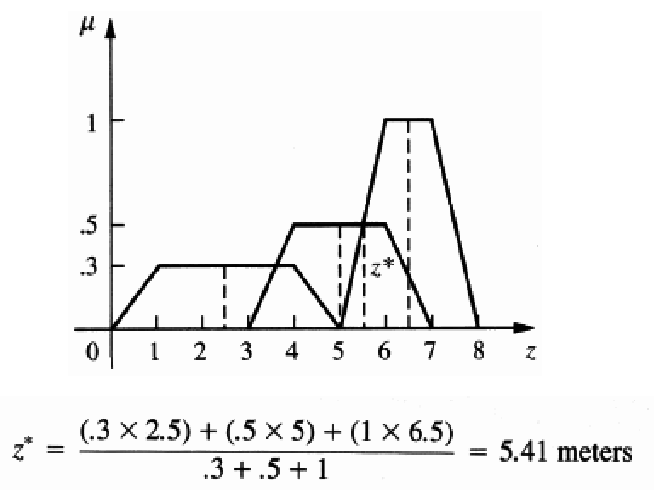 μ
1
.5
.3
z*
0 1 2 3 4 5 6 7 8 z
z* = (.3 × 2.5) + (.5 × 5) + (1 × 6.5) / .3 + .5 + 1 = 5.41 meters